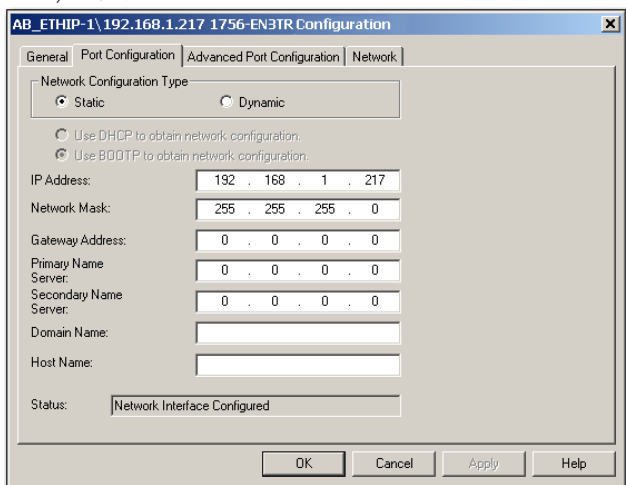 AB_ETHIP-1\192.168.1.217 1756-EN3TR Configuration
General Port Configuration Advanced Port Configuration Network
Network Configuration Type
Static Dynamic
Use DHCP to obtain network configuration.
Use BOOTP to obtain network configuration.
IP Address: 192 . 168 . 1 . 217
Network Mask: 255 . 255 . 255 . 0
Gateway Address: 0 . 0 . 0 . 0
Primary Name
Server: 0 . 0 . 0 . 0
Secondary Name
Server: 0 . 0 . 0 . 0
Domain Name:
Host Name:
Status: Network Interface Configured
OK Cancel Apply Help